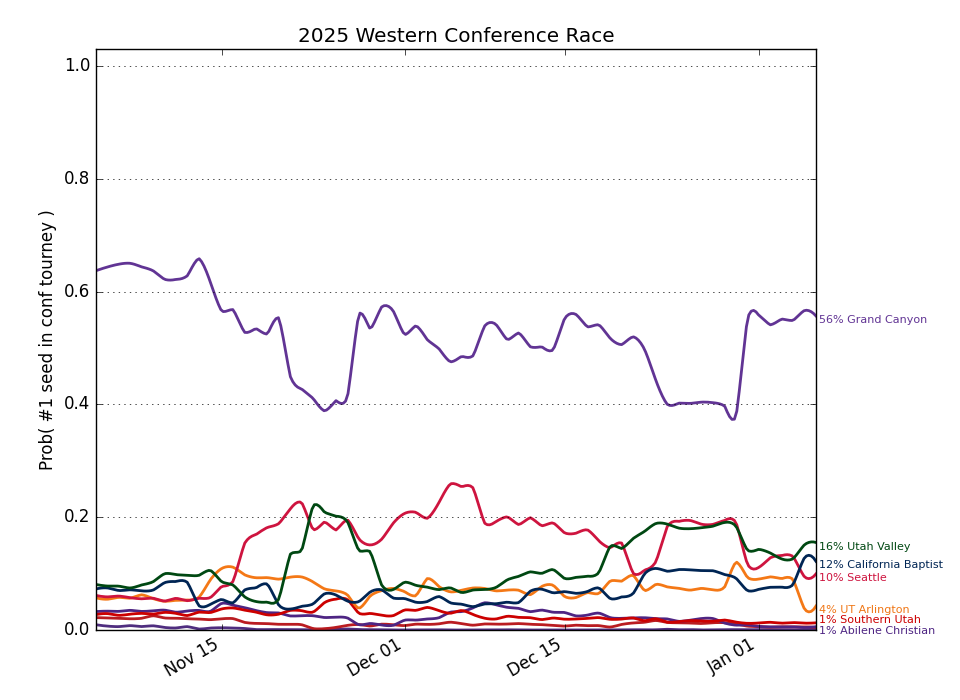 2025 Western Conference Race
Prob( #1 seed in conf tourney )
1.0
0.8
0.6
0.4
0.2
0.0
Nov 15
Dec 01
Dec 15
Jan 01
56% Grand Canyon
16% Utah Valley
12% California Baptist
10% Seattle
4% UT Arlington
1% Southern Utah
1% Abilene Christian